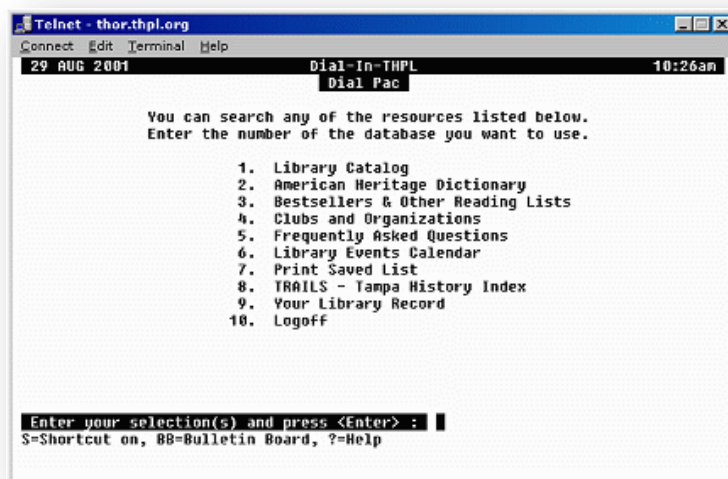 Telnet - thor.thpl.org
Connect Edit Terminal Help
29 AUG 2001 Dial-In-THPL 10:26am
Dial Pac
You can search any of the resources listed below.
Enter the number of the database you want to use.
1. Library Catalog
2. American Heritage Dictionary
3. Bestsellers & Other Reading Lists
4. Clubs and Organizations
5. Frequently Asked Questions
6. Library Events Calendar
7. Print Saved List
8. TRAILS - Tampa History Index
9. Your Library Record
10. Logoff
Enter your selection(s) and press <Enter> :
S=Shortcut on, BB=Bulletin Board, ?=Help